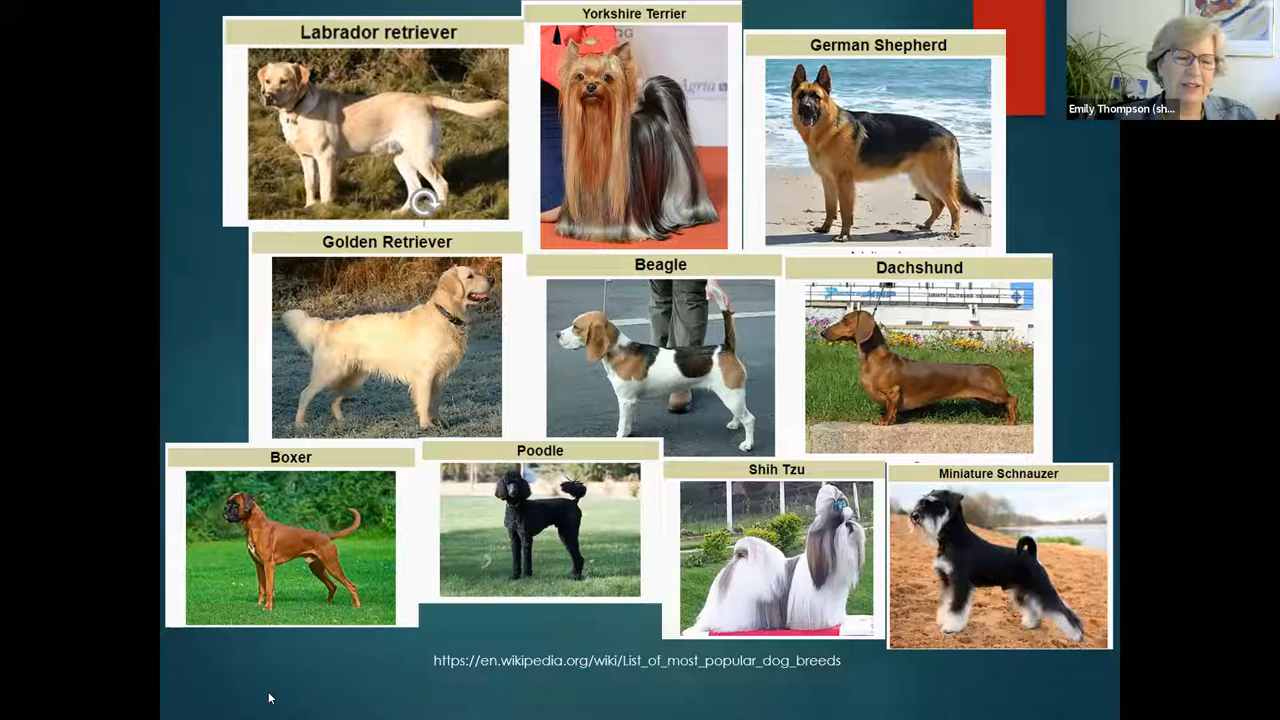 Labrador retriever
Yorkshire Terrier
German Shepherd
Emily Thompson (sh...
Agria
Golden Retriever
Beagle
Dachshund
Boxer
Poodle
Shih Tzu
Miniature Schnauzer
https://en.wikipedia.org/wiki/List_of_most_popular_dog_breeds